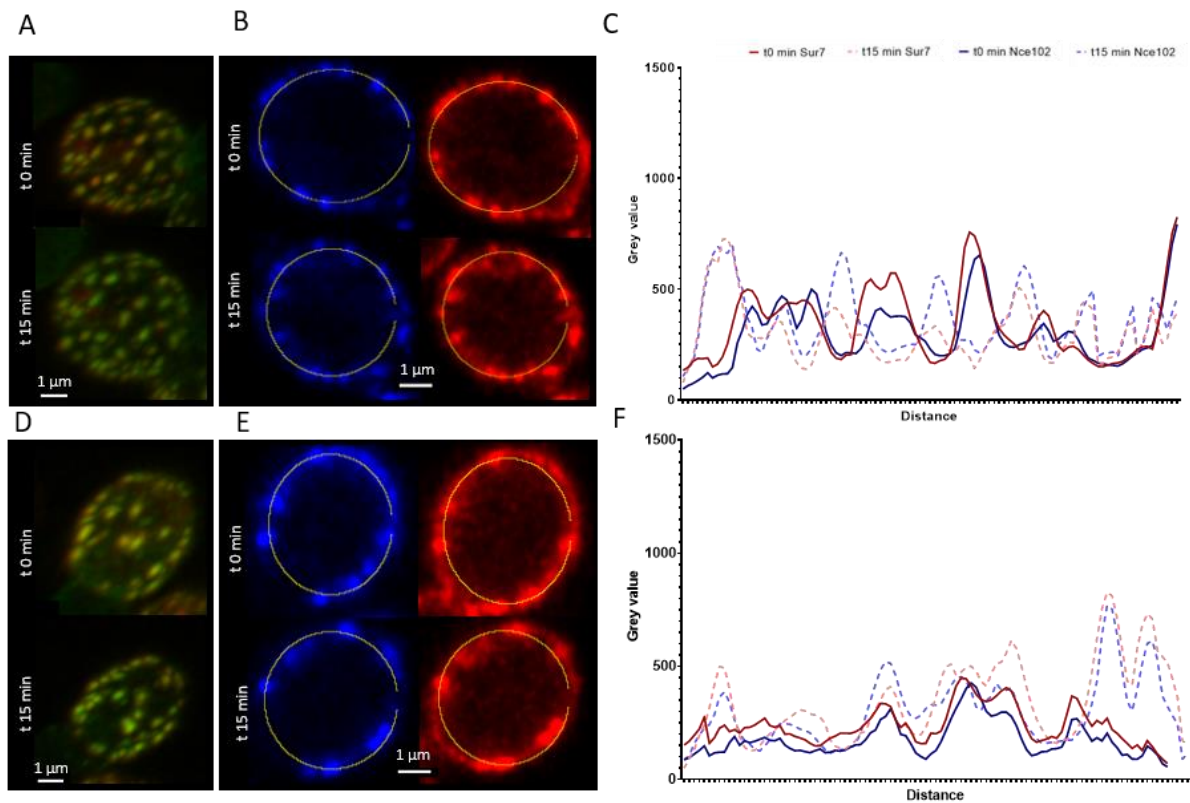 A
B
C
t0 min Sur7 t15 min Sur7 t0 min Nce102 t15 min Nce102
1500
1000
500
0
Grey value
Distance
t 0 min
t 15 min
1 µm
t 0 min
t 15 min
1 µm
D
E
F
t 0 min
t 15 min
1 µm
t 0 min
t 15 min
1 µm
1500
1000
500
0
Grey value
Distance